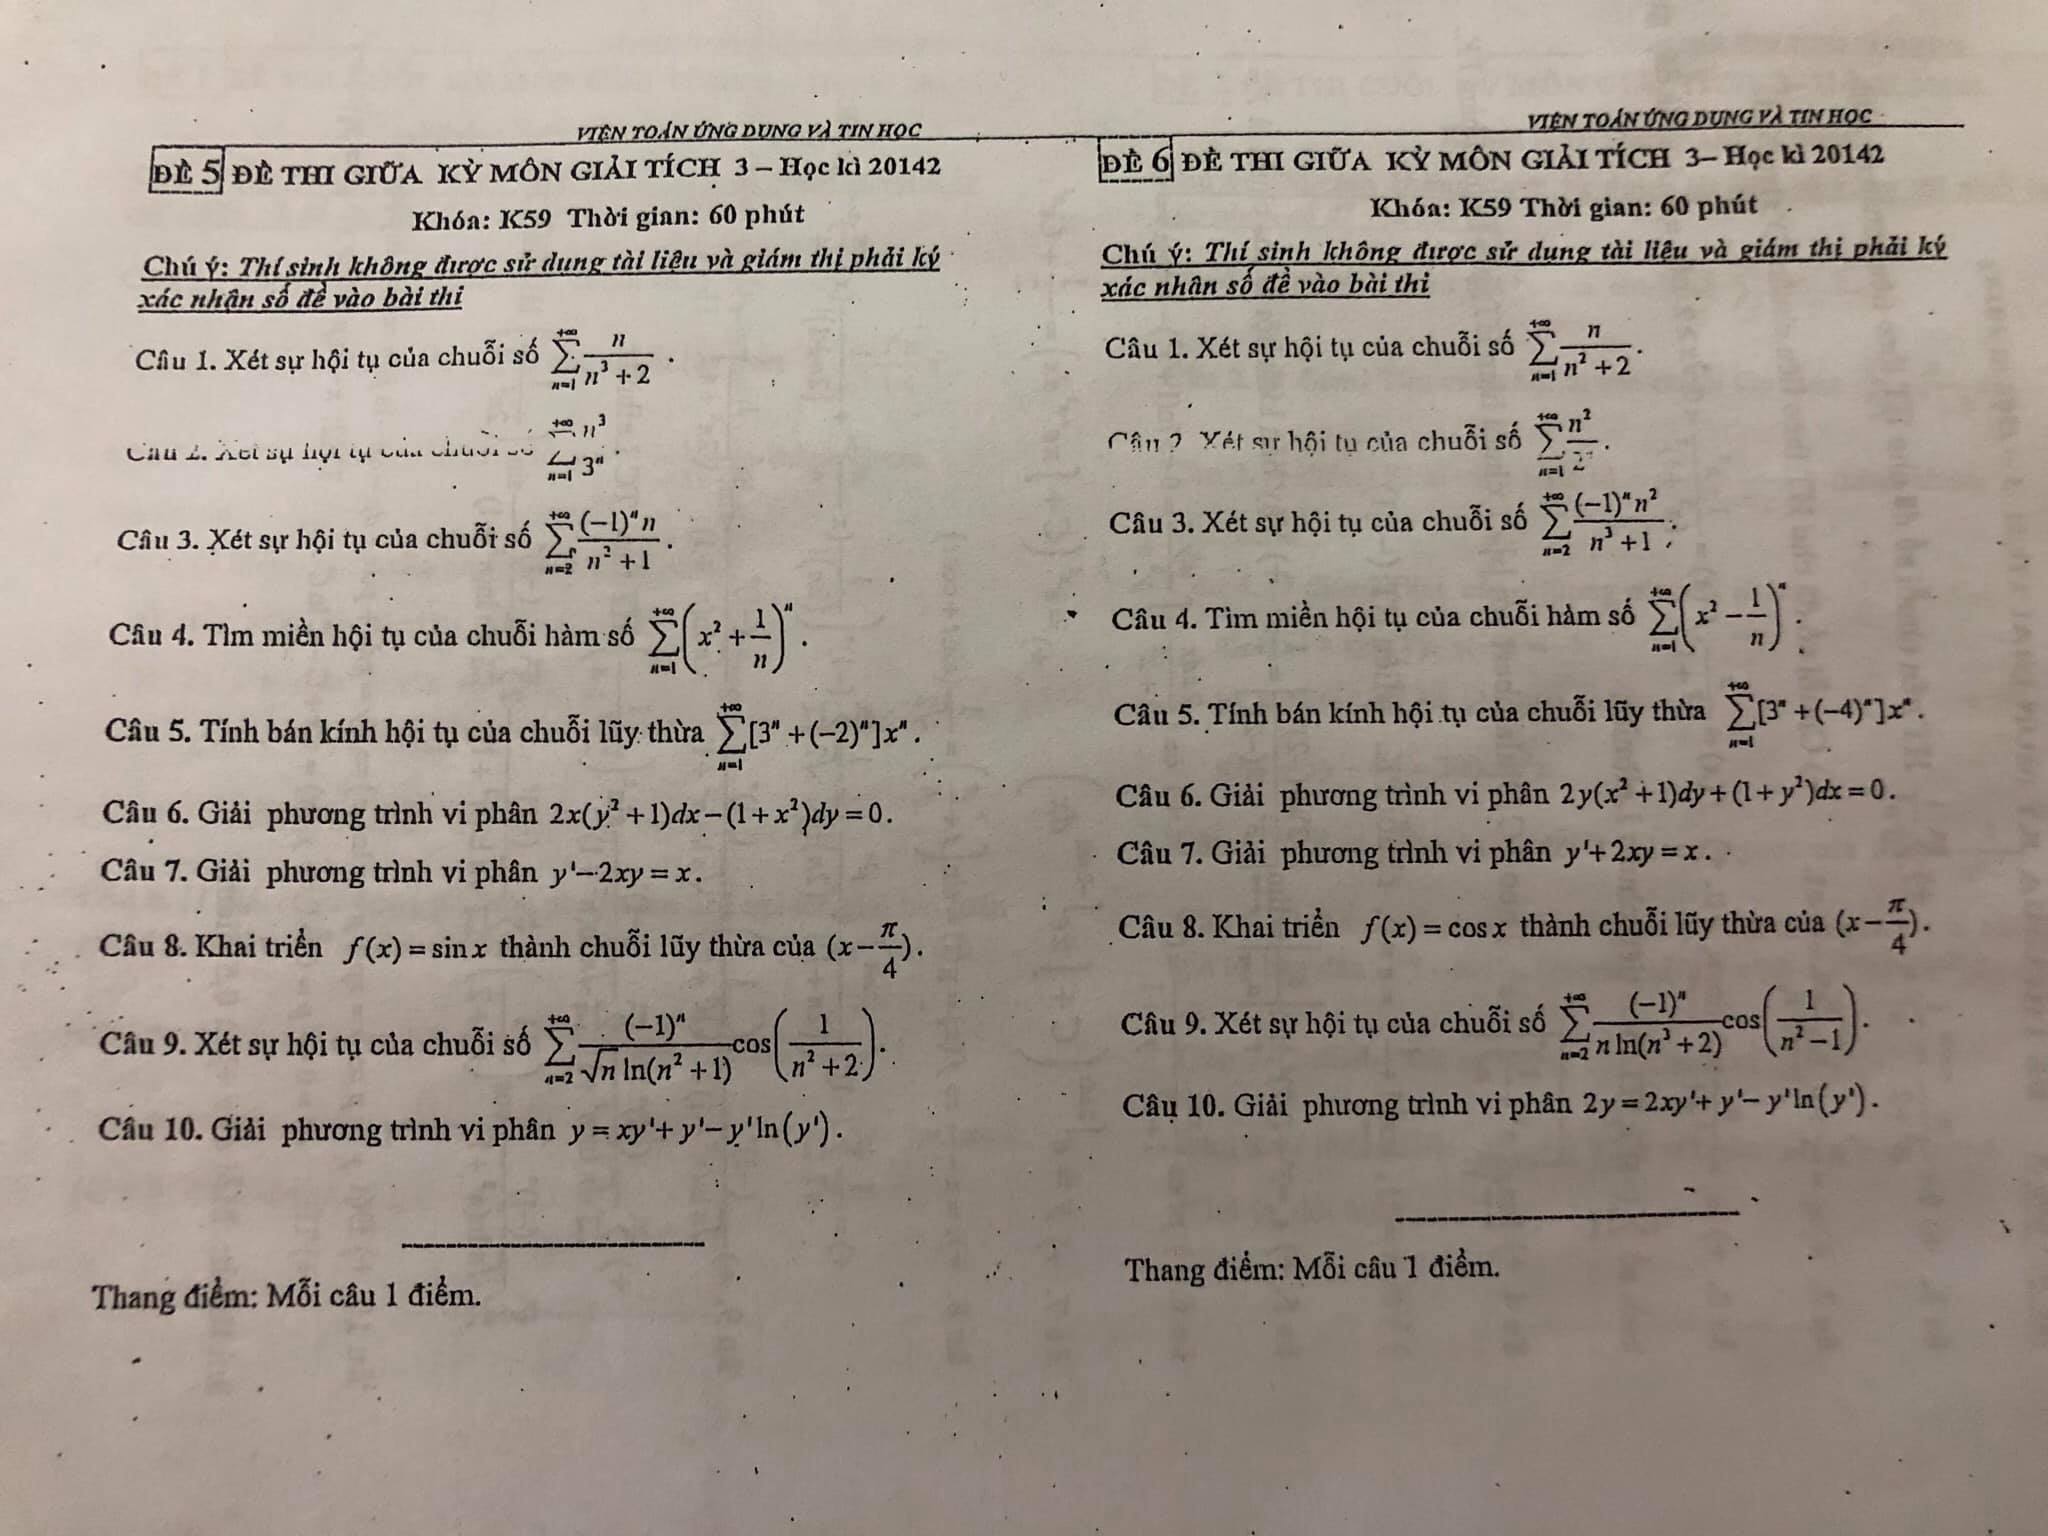 VIỆN TOÁN ỨNG DỤNG VÀ TIN HỌC
ĐỀ 5 ĐỀ THI GIỮA KỲ MÔN GIẢI TÍCH 3 – Học kì 20142
Khóa: K59 Thời gian: 60 phút
Chú ý: Thí sinh không được sử dụng tài liệu và giám thị phải ký
xác nhận số đề vào bài thi
Câu 1. Xét sự hội tụ của chuỗi số $\sum_{n=1}^{+\infty} \frac{n}{n^3+2}$.
Câu 2. Xét sự hội tụ của chuỗi số $\sum_{n=1}^{+\infty} \frac{n^3}{3^n}$.
Câu 3. Xét sự hội tụ của chuỗi số $\sum_{n=2}^{+\infty} \frac{(-1)^n n}{n^2+1}$.
Câu 4. Tìm miền hội tụ của chuỗi hàm số $\sum_{n=1}^{+\infty} \left(x^2+\frac{1}{n}\right)^n$.
Câu 5. Tính bán kính hội tụ của chuỗi lũy thừa $\sum_{n=1}^{+\infty} [3^n+(-2)^n]x^n$.
Câu 6. Giải phương trình vi phân $2x(y^2+1)dx-(1+x^2)dy=0$.
Câu 7. Giải phương trình vi phân $y'-2xy=x$.
Câu 8. Khai triển $f(x)=\sin x$ thành chuỗi lũy thừa của $(x-\frac{\pi}{4})$.
Câu 9. Xét sự hội tụ của chuỗi số $\sum_{n=2}^{+\infty} \frac{(-1)^n}{\sqrt{n}\ln(n^2+1)}\cos\left(\frac{1}{n^2+2}\right)$.
Câu 10. Giải phương trình vi phân $y=xy'+y'-y'\ln(y')$.
Thang điểm: Mỗi câu 1 điểm.
VIỆN TOÁN ỨNG DỤNG VÀ TIN HỌC
ĐỀ 6 ĐỀ THI GIỮA KỲ MÔN GIẢI TÍCH 3– Học kì 20142
Khóa: K59 Thời gian: 60 phút
Chú ý: Thí sinh không được sử dụng tài liệu và giám thị phải ký
xác nhận số đề vào bài thi
Câu 1. Xét sự hội tụ của chuỗi số $\sum_{n=1}^{+\infty} \frac{n}{n^2+2}$.
Câu 2. Xét sự hội tụ của chuỗi số $\sum_{n=1}^{+\infty} \frac{n^2}{2^n}$.
Câu 3. Xét sự hội tụ của chuỗi số $\sum_{n=2}^{+\infty} \frac{(-1)^n n^2}{n^3+1}$.
Câu 4. Tìm miền hội tụ của chuỗi hàm số $\sum_{n=1}^{+\infty} \left(x^2-\frac{1}{n}\right)^n$.
Câu 5. Tính bán kính hội tụ của chuỗi lũy thừa $\sum_{n=1}^{+\infty} [3^n+(-4)^n]x^n$.
Câu 6. Giải phương trình vi phân $2y(x^2+1)dy+(1+y^2)dx=0$.
Câu 7. Giải phương trình vi phân $y'+2xy=x$.
Câu 8. Khai triển $f(x)=\cos x$ thành chuỗi lũy thừa của $(x-\frac{\pi}{4})$.
Câu 9. Xét sự hội tụ của chuỗi số $\sum_{n=2}^{+\infty} \frac{(-1)^n}{n\ln(n^3+2)}\cos\left(\frac{1}{n^2-1}\right)$.
Câu 10. Giải phương trình vi phân $2y=2xy'+y'-y'\ln(y')$.
Thang điểm: Mỗi câu 1 điểm.